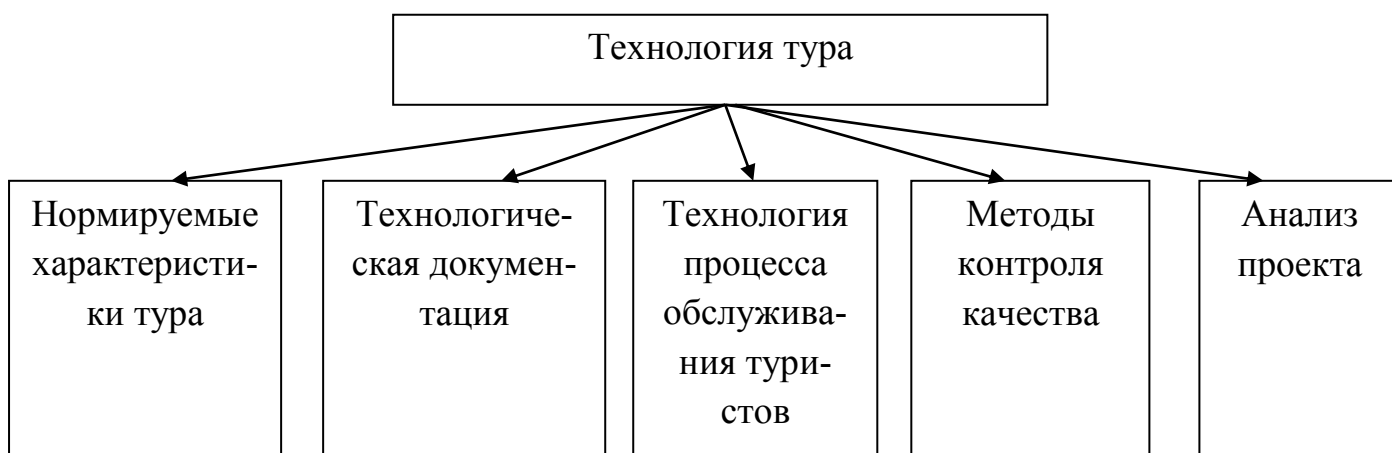 Технология тура
Нормируемые
характеристи-
ки тура
Технологиче-
ская докумен-
тация
Технология
процесса
обслужива-
ния тури-
стов
Методы
контроля
качества
Анализ
проекта